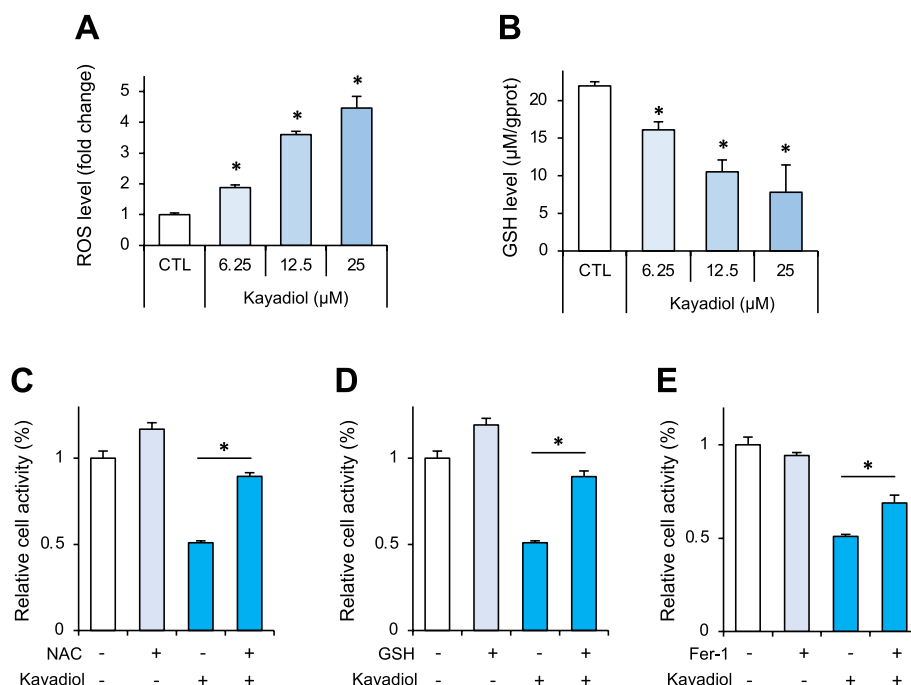 A
ROS level (fold change)
5
4
3
2
1
0
*
*
*
CTL
6.25
12.5
25
Kayadiol (µM)
B
GSH level (µM/gprot)
20
15
10
5
0
*
*
*
CTL
6.25
12.5
25
Kayadiol (µM)
C
Relative cell activity (%)
1
0.5
0
*
NAC - + - +
Kayadiol - - + +
D
Relative cell activity (%)
1
0.5
0
*
GSH - + - +
Kayadiol - - + +
E
Relative cell activity (%)
1
0.5
0
*
Fer-1 - + - +
Kayadiol - - + +